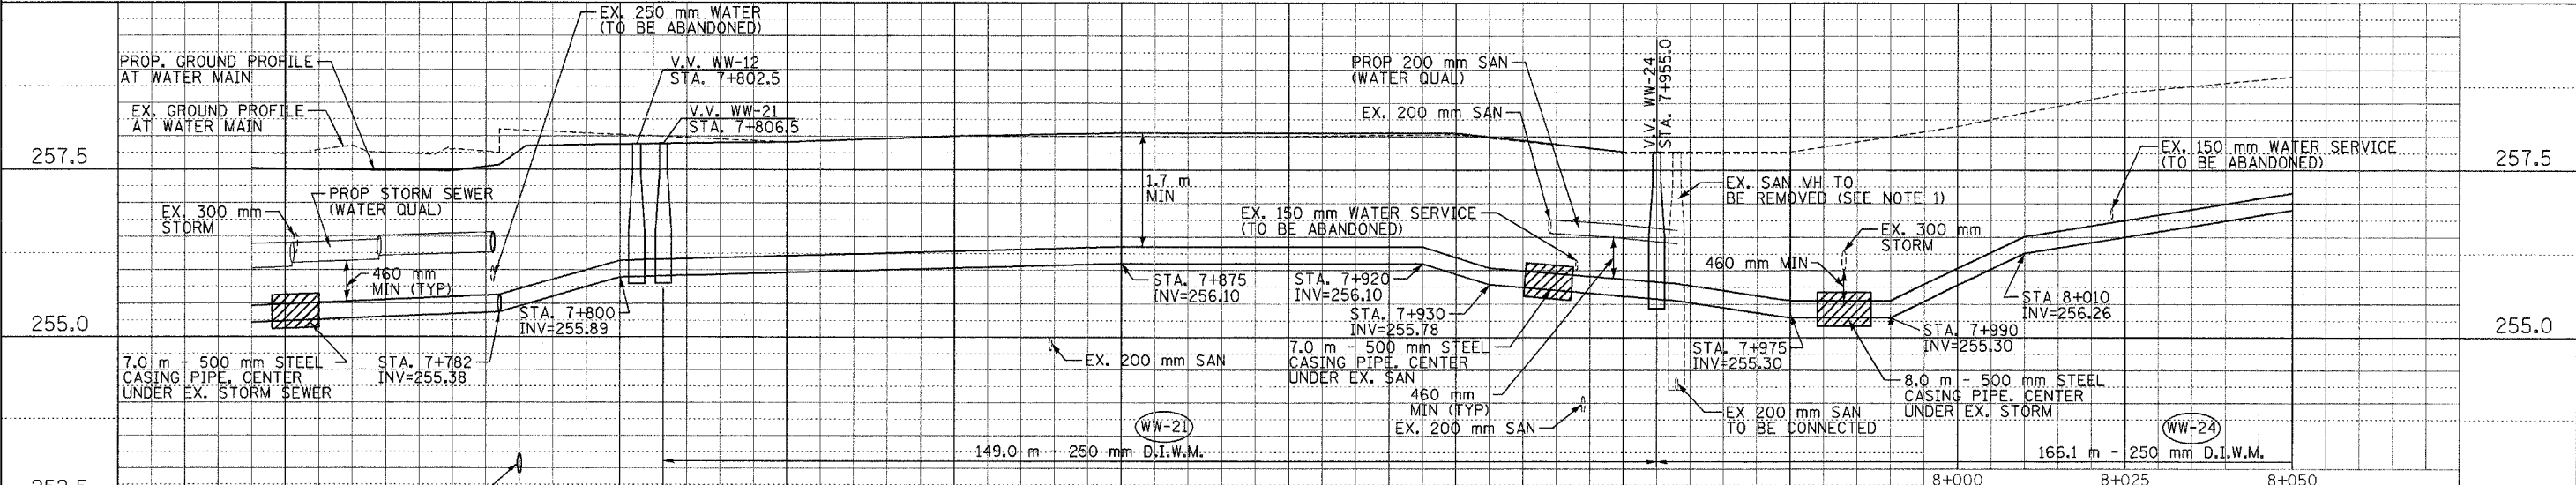 EX. 250 mm WATER
(TO BE ABANDONED)
PROP. GROUND PROFILE
AT WATER MAIN
EX. GROUND PROFILE
AT WATER MAIN
V.V. WW-12
STA. 7+802.5
V.V. WW-21
STA. 7+806.5
PROP 200 mm SAN
(WATER QUAL)
EX. 200 mm SAN
V.V. WW-24
STA. 7+955.0
257.5
257.5
EX. 150 mm WATER SERVICE
(TO BE ABANDONED)
PROP STORM SEWER
(WATER QUAL)
EX. 300 mm
STORM
1.7 m
MIN
EX. SAN MH TO
BE REMOVED (SEE NOTE 1)
EX. 150 mm WATER SERVICE
(TO BE ABANDONED)
EX. 300 mm
STORM
460 mm
MIN (TYP)
460 mm MIN
STA. 7+875
INV=256.10
STA. 7+920
INV=256.10
STA. 7+800
INV=255.89
STA. 7+930
INV=255.78
STA 8+010
INV=256.26
255.0
255.0
STA. 7+990
INV=255.30
STA. 7+975
INV=255.30
7.0 m - 500 mm STEEL
CASING PIPE. CENTER
UNDER EX. STORM SEWER
STA. 7+782
INV=255.38
EX. 200 mm SAN
7.0 m - 500 mm STEEL
CASING PIPE. CENTER
UNDER EX. SAN
460 mm
MIN (TYP)
8.0 m - 500 mm STEEL
CASING PIPE. CENTER
UNDER EX. STORM
EX. 200 mm SAN
EX 200 mm SAN
TO BE CONNECTED
WW-21
WW-24
149.0 m - 250 mm D.I.W.M.
166.1 m - 250 mm D.I.W.M.
8+000
8+025
8+050